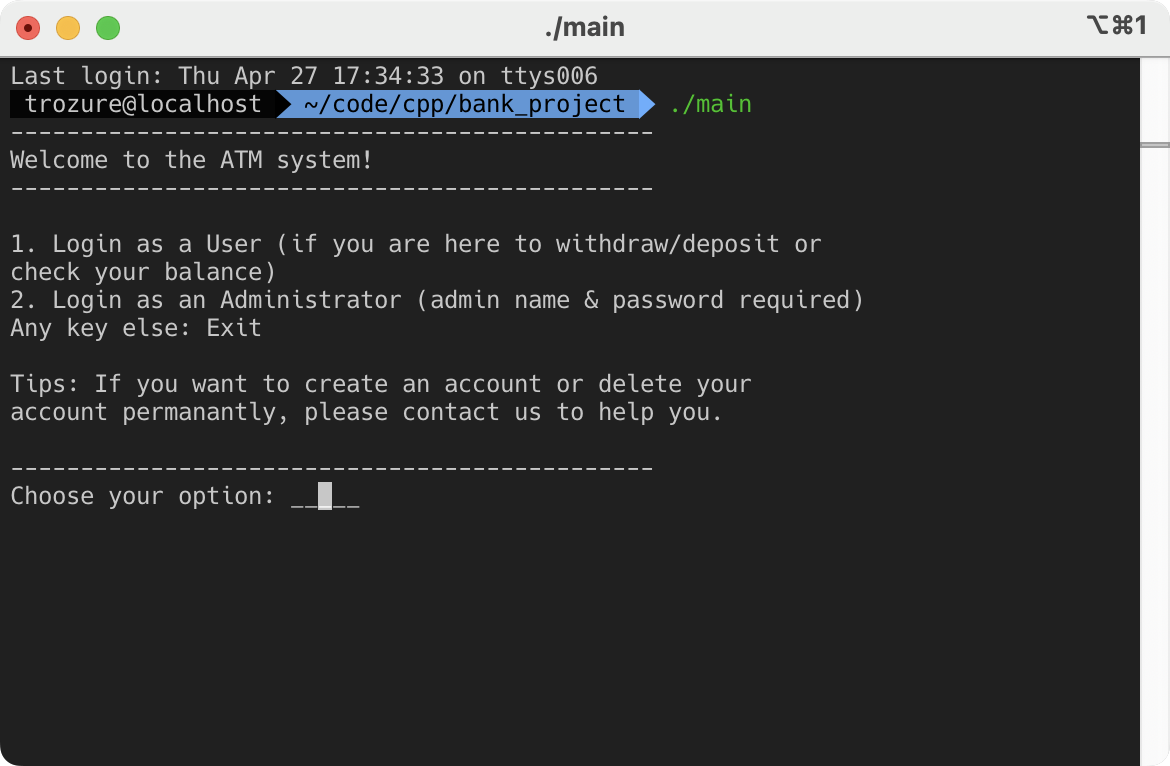 ./main
⌥⌘1
Last login: Thu Apr 27 17:34:33 on ttys006
trozure@localhost ~/code/cpp/bank_project ./main
----------------------------------------------
Welcome to the ATM system!
----------------------------------------------
1. Login as a User (if you are here to withdraw/deposit or
check your balance)
2. Login as an Administrator (admin name & password required)
Any key else: Exit
Tips: If you want to create an account or delete your
account permanantly, please contact us to help you.
----------------------------------------------
Choose your option: _____